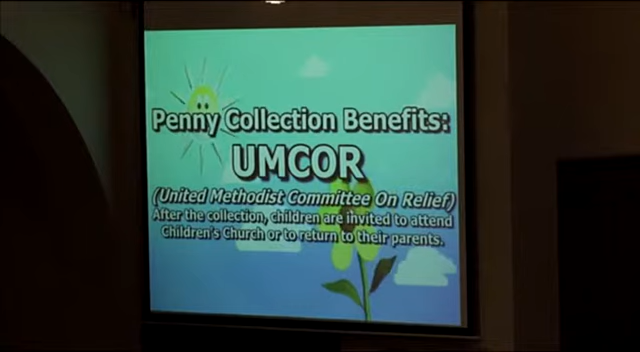 Penny Collection Benefits:
UMCOR
(United Methodist Committee On Relief)
After the collection, children are invited to attend
Children's Church or to return to their parents.